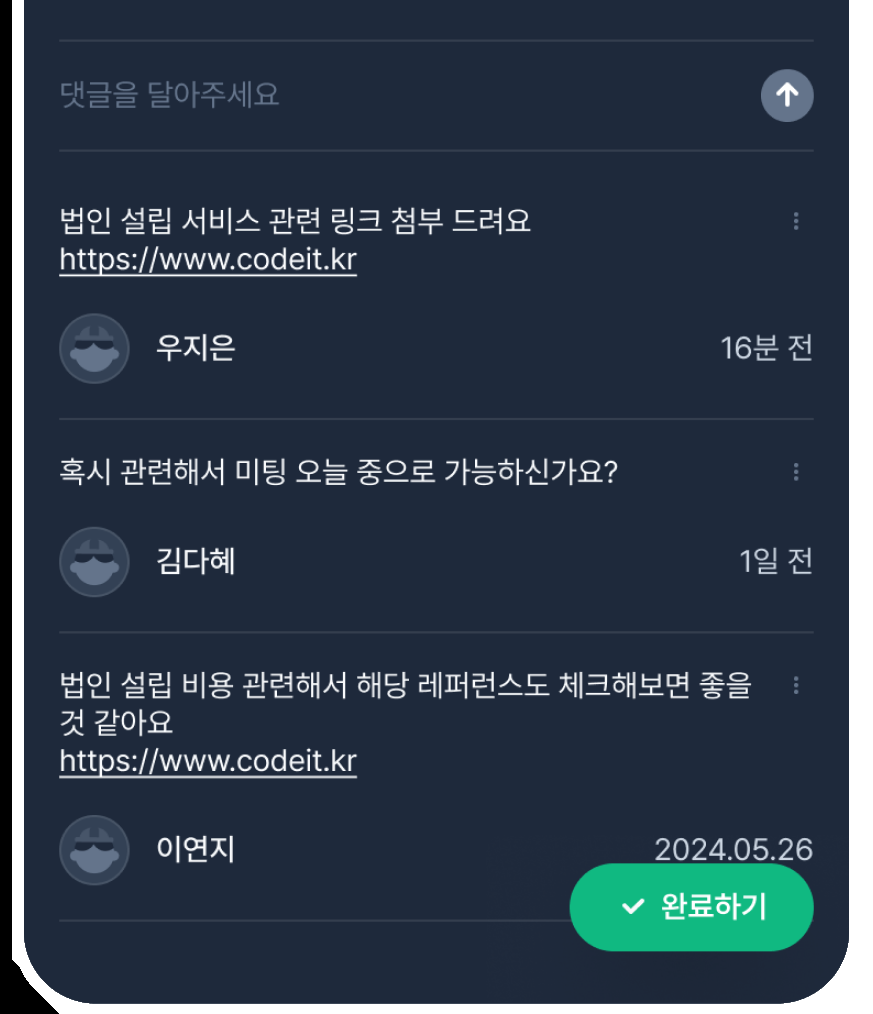 댓글을 달아주세요
법인 설립 서비스 관련 링크 첨부 드려요
https://www.codeit.kr
우지은
16분 전
혹시 관련해서 미팅 오늘 중으로 가능하신가요?
김다혜
1일 전
법인 설립 비용 관련해서 해당 레퍼런스도 체크해보면 좋을
것 같아요
https://www.codeit.kr
이연지
2024.05.26
완료하기